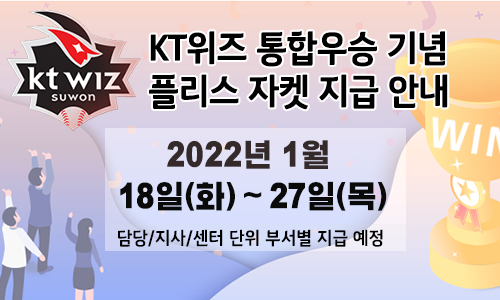 kt wiz
suwon
KT위즈 통합우승 기념
플리스 자켓 지급 안내
2022년 1월
18일(화) ~ 27일(목)
담당/지사/센터 단위 부서별 지급 예정
WIN